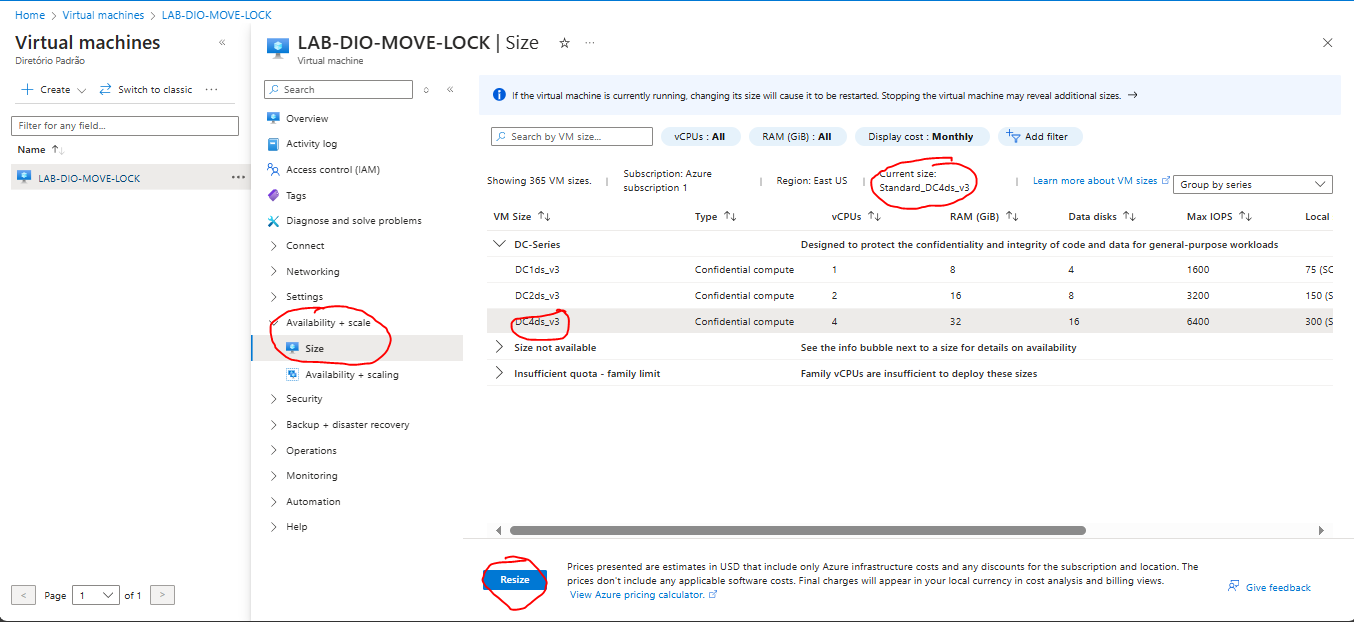 Home > Virtual machines > LAB-DIO-MOVE-LOCK
Virtual machines «
Diretório Padrão
+ Create Switch to classic ...
Filter for any field...
Name ↑↓
LAB-DIO-MOVE-LOCK ...
< Page 1 of 1 >
LAB-DIO-MOVE-LOCK | Size ☆ ...
Virtual machine
Search «
Overview
Activity log
Access control (IAM)
Tags
Diagnose and solve problems
Connect
Networking
Settings
Availability + scale
Size
Availability + scaling
Security
Backup + disaster recovery
Operations
Monitoring
Automation
Help
If the virtual machine is currently running, changing its size will cause it to be restarted. Stopping the virtual machine may reveal additional sizes. →
Search by VM size... vCPUs : All RAM (GiB) : All Display cost : Monthly Add filter
Showing 365 VM sizes. | Subscription: Azure subscription 1 | Region: East US | Current size: Standard_DC4ds_v3 | Learn more about VM sizes Group by series
VM Size ↑↓ Type ↑↓ vCPUs ↑↓ RAM (GiB) ↑↓ Data disks ↑↓ Max IOPS ↑↓ Local
DC-Series Designed to protect the confidentiality and integrity of code and data for general-purpose workloads
DC1ds_v3 Confidential compute 1 8 4 1600 75 (SC
DC2ds_v3 Confidential compute 2 16 8 3200 150 (S
DC4ds_v3 Confidential compute 4 32 16 6400 300 (S
Size not available See the info bubble next to a size for details on availability
Insufficient quota - family limit Family vCPUs are insufficient to deploy these sizes
Resize
Prices presented are estimates in USD that include only Azure infrastructure costs and any discounts for the subscription and location. The
prices don't include any applicable software costs. Final charges will appear in your local currency in cost analysis and billing views.
View Azure pricing calculator.
Give feedback